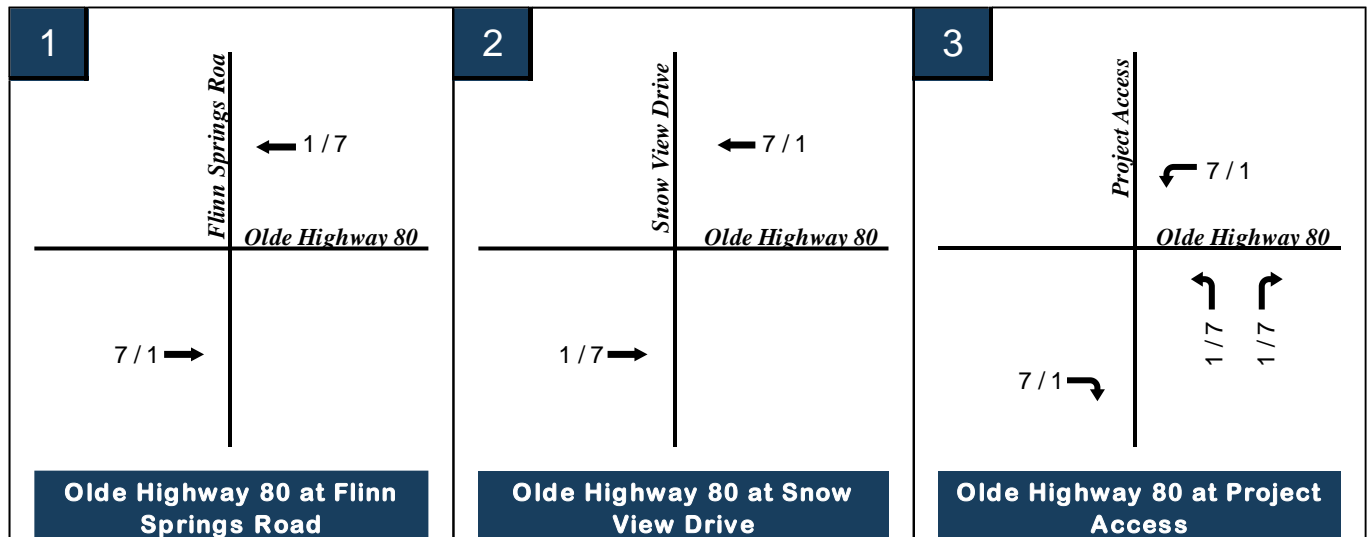 1
Flinn Springs Roa
1 / 7
Olde Highway 80
7 / 1
Olde Highway 80 at Flinn
Springs Road
2
Snow View Drive
7 / 1
Olde Highway 80
1 / 7
Olde Highway 80 at Snow
View Drive
3
Project Access
7 / 1
Olde Highway 80
1 / 7
1 / 7
7 / 1
Olde Highway 80 at Project
Access